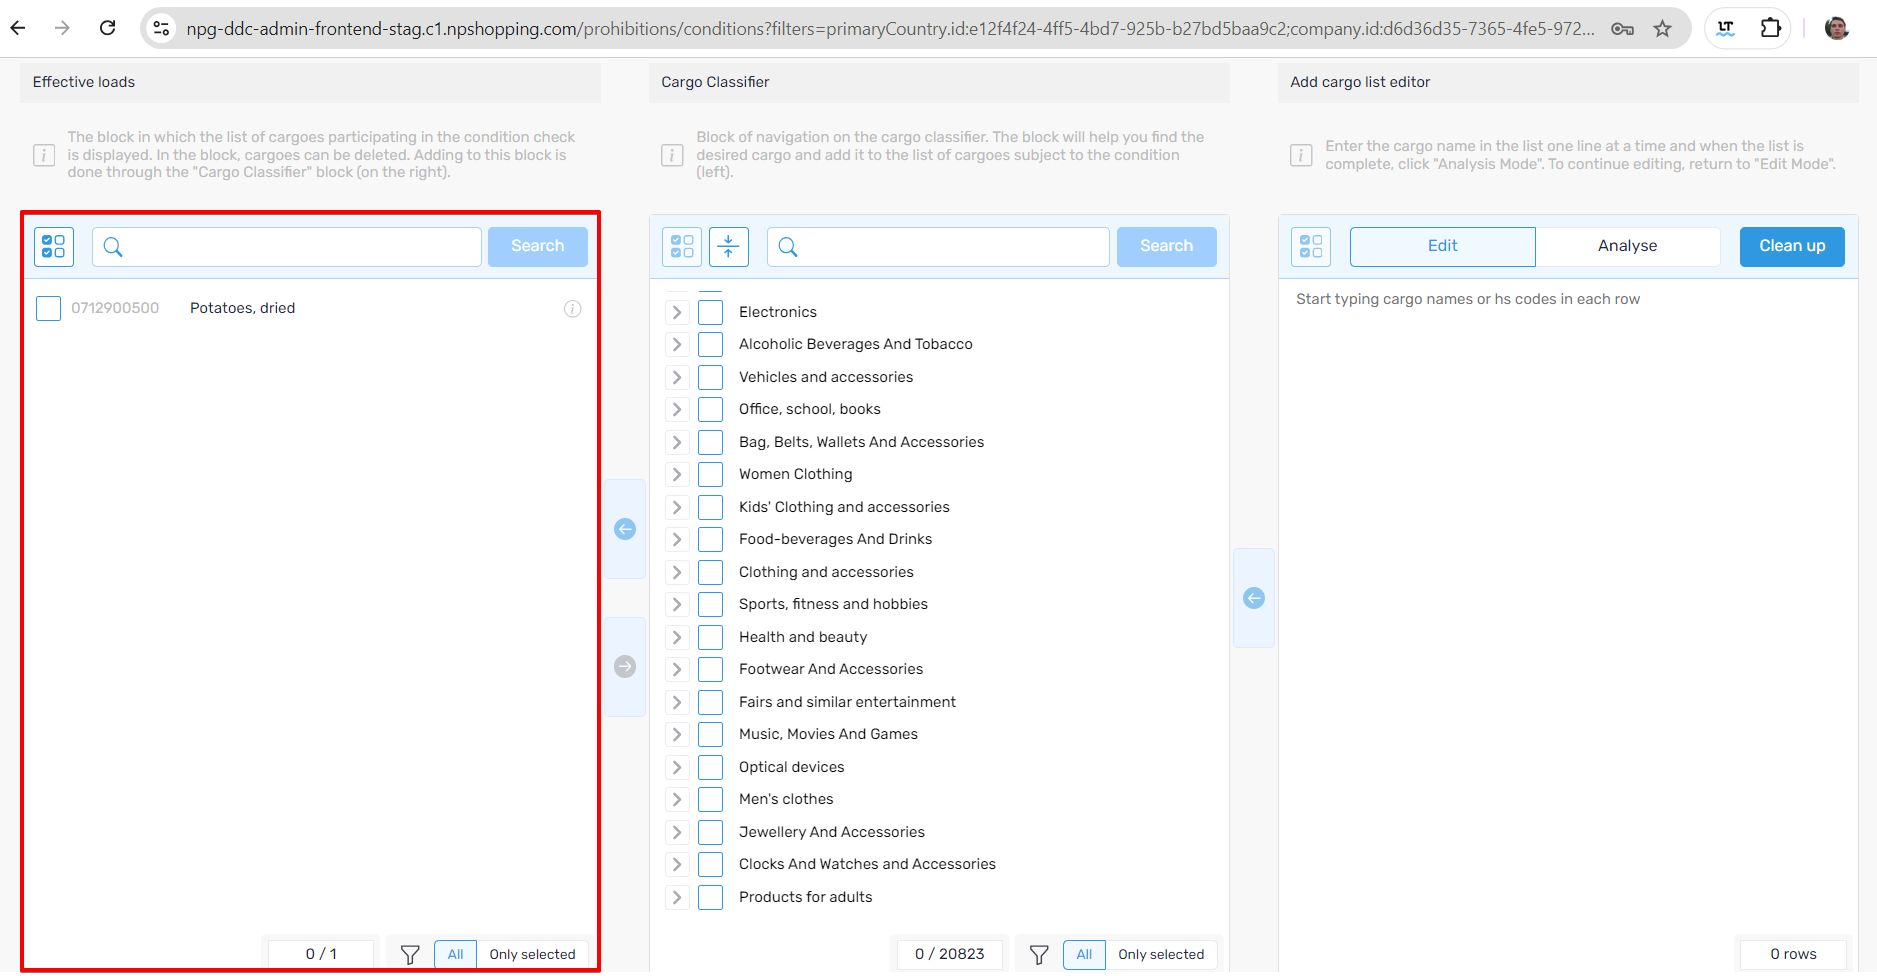 npg-ddc-admin-frontend-stag.c1.npshopping.com/prohibitions/conditions?filters=primaryCountry.id:e12f4f24-4ff5-4bd7-925b-b27bd5baa9c2;company.id:d6d36d35-7365-4fe5-972...
LT
Effective loads
The block in which the list of cargoes participating in the condition check
is displayed. In the block, cargoes can be deleted. Adding to this block is
done through the "Cargo Classifier" block (on the right).
Search
0712900500 Potatoes, dried
0 / 1
All Only selected
Cargo Classifier
Block of navigation on the cargo classifier. The block will help you find the
desired cargo and add it to the list of cargoes subject to the condition
(left).
Search
Electronics
Alcoholic Beverages And Tobacco
Vehicles and accessories
Office, school, books
Bag, Belts, Wallets And Accessories
Women Clothing
Kids' Clothing and accessories
Food-beverages And Drinks
Clothing and accessories
Sports, fitness and hobbies
Health and beauty
Footwear And Accessories
Fairs and similar entertainment
Music, Movies And Games
Optical devices
Men's clothes
Jewellery And Accessories
Clocks And Watches and Accessories
Products for adults
0 / 20823
All Only selected
Add cargo list editor
Enter the cargo name in the list one line at a time and when the list is
complete, click "Analysis Mode". To continue editing, return to "Edit Mode".
Edit Analyse Clean up
Start typing cargo names or hs codes in each row
0 rows